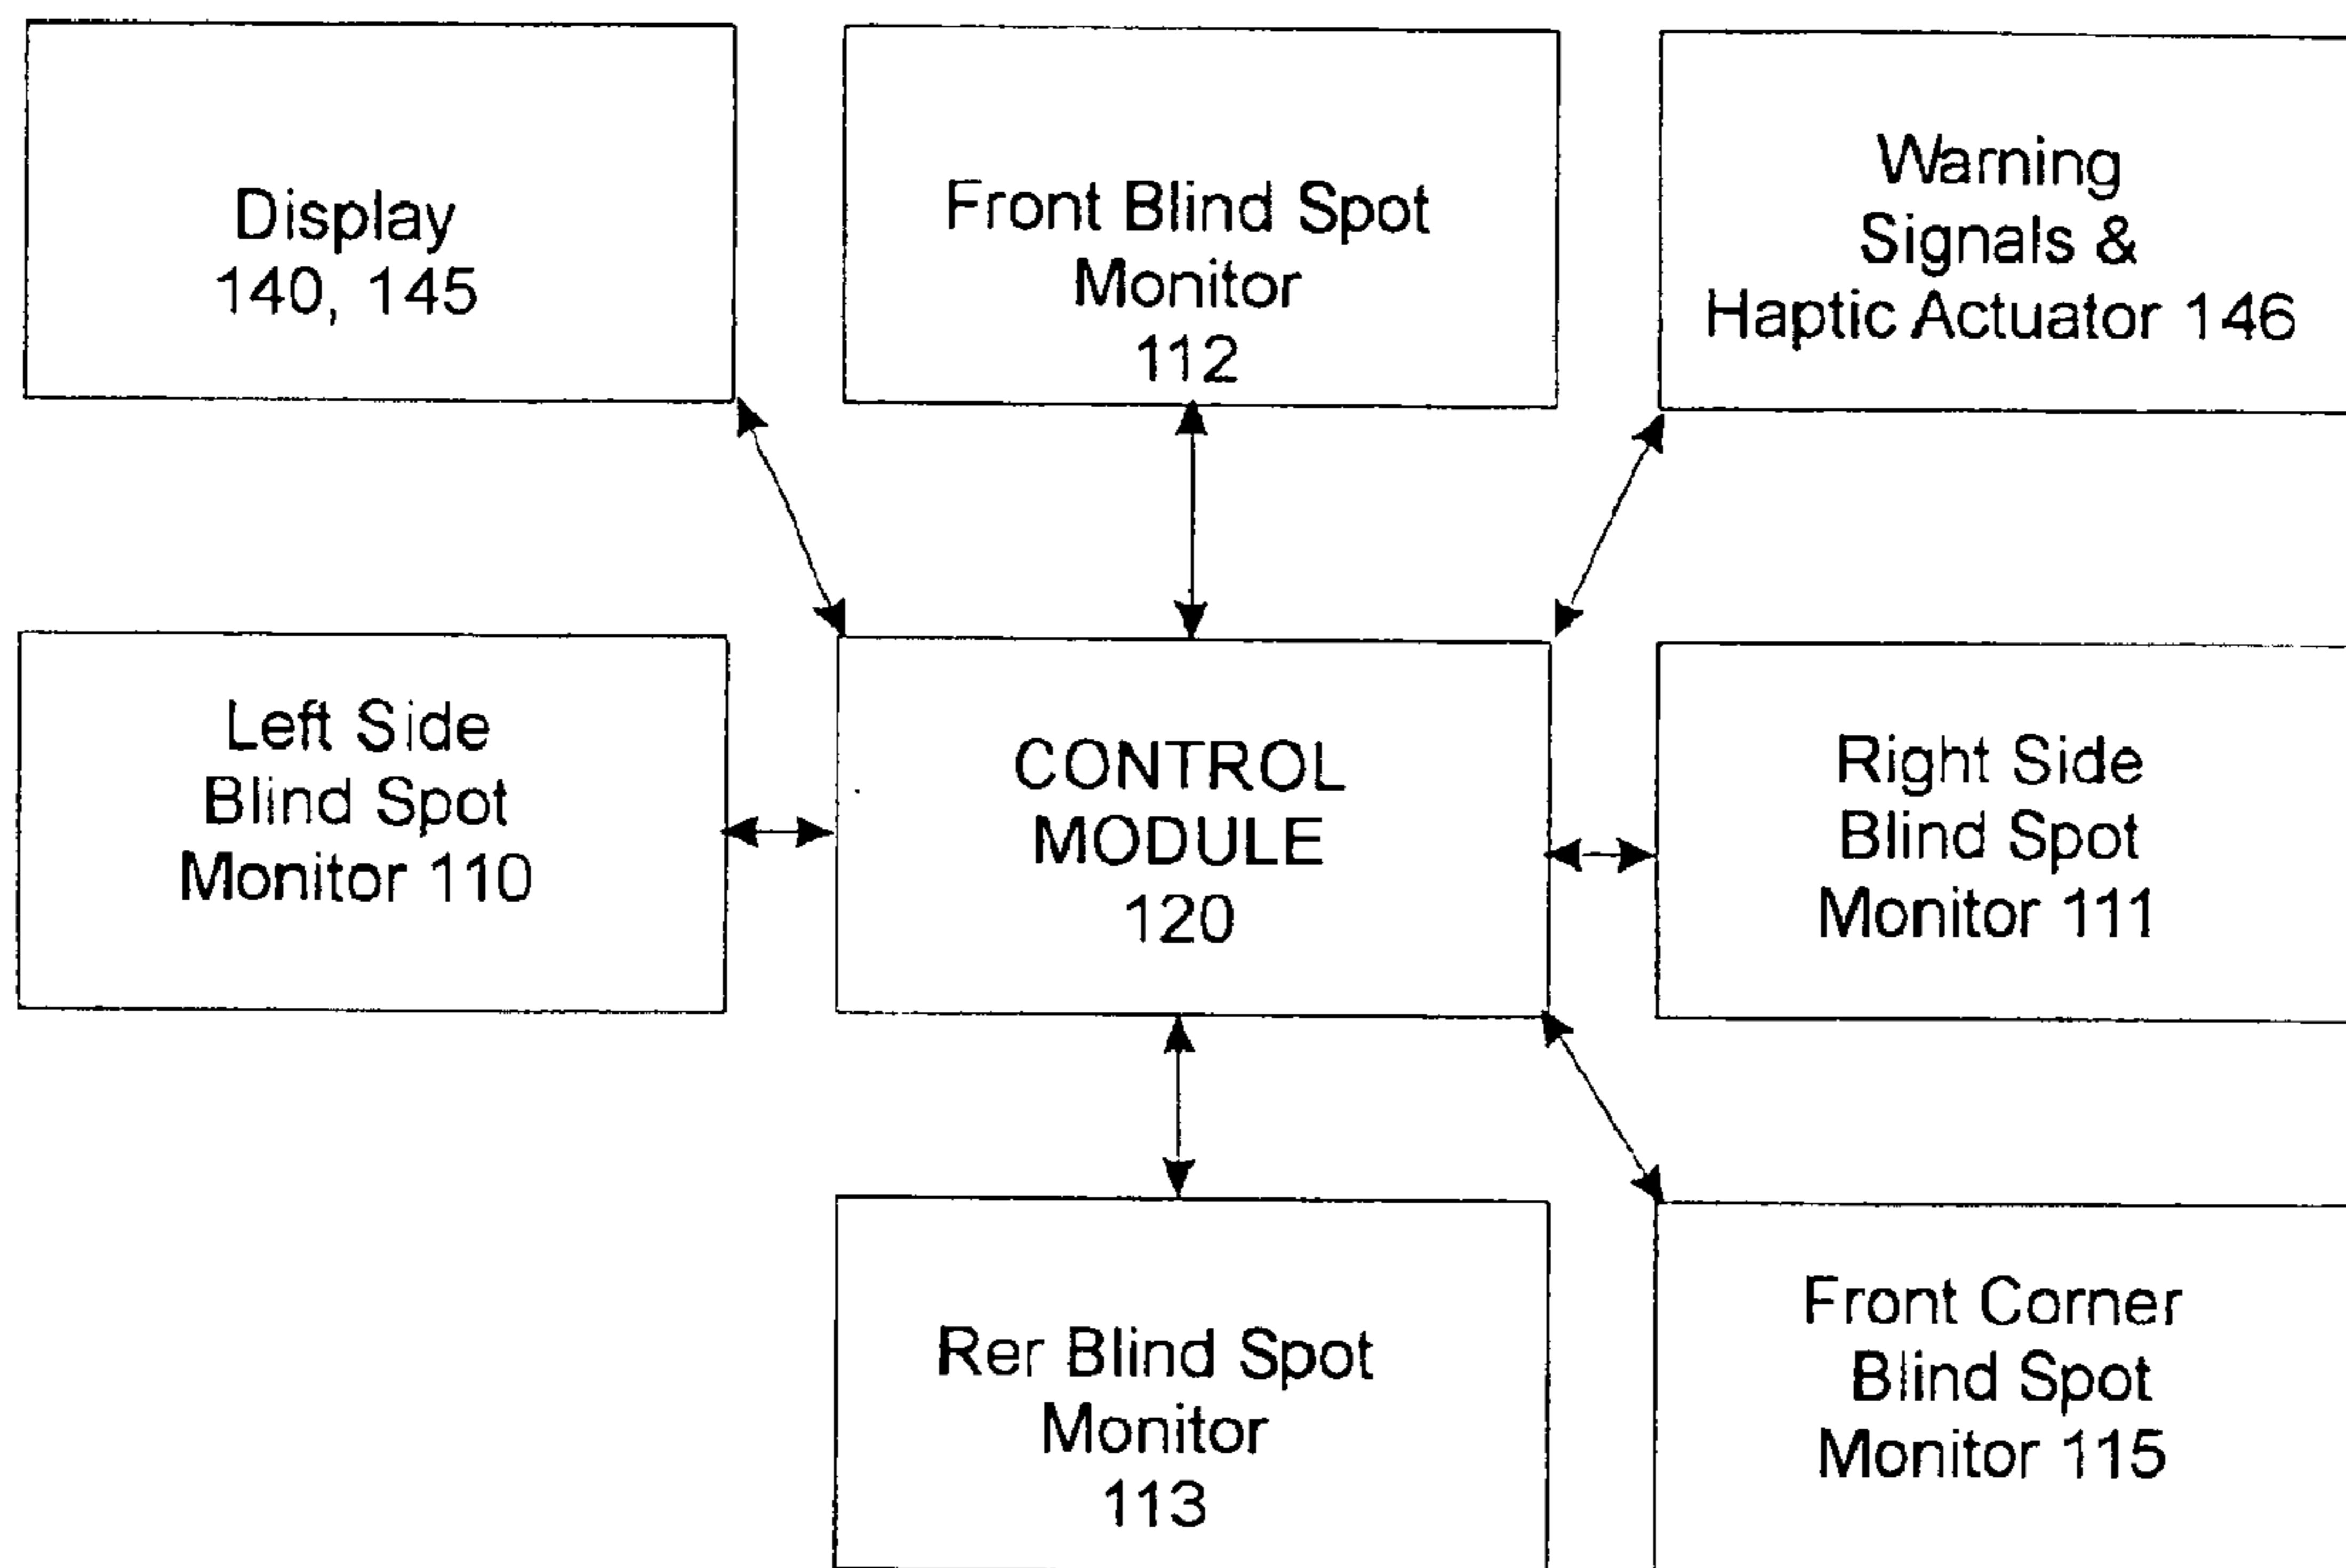 Display
140, 145
Front Blind Spot
Monitor
112
Warning
Signals &
Haptic Actuator 146
Left Side
Blind Spot
Monitor 110
CONTROL
MODULE
120
Right Side
Blind Spot
Monitor 111
Rer Blind Spot
Monitor
113
Front Corner
Blind Spot
Monitor 115